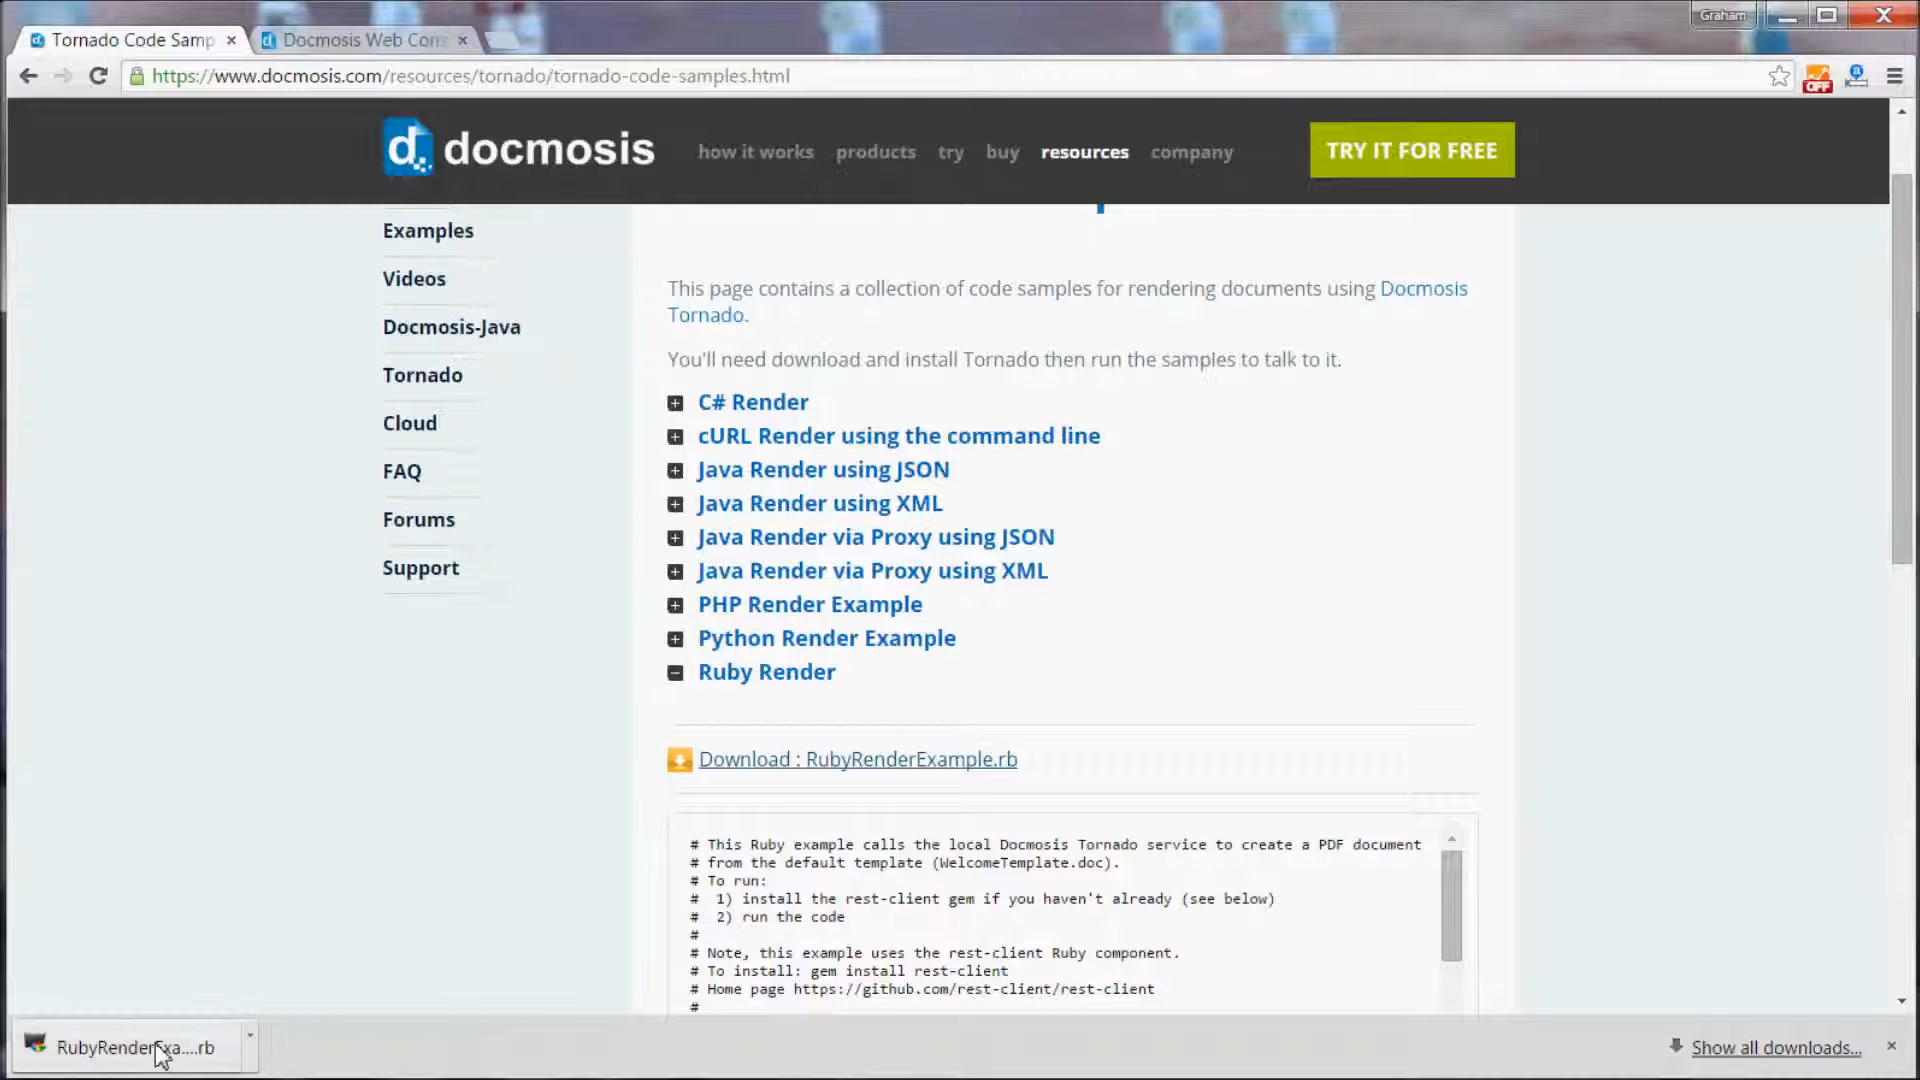 Graham
Tornado Code Samp
Docmosis Web Con
https://www.docmosis.com/resources/tornado/tornado-code-samples.html
OFF
d. docmosis
how it works
products
try
buy
resources
company
TRY IT FOR FREE
Examples
Videos
Docmosis-Java
Tornado
Cloud
FAQ
Forums
Support
This page contains a collection of code samples for rendering documents using Docmosis
Tornado.
You'll need download and install Tornado then run the samples to talk to it.
C# Render
cURL Render using the command line
Java Render using JSON
Java Render using XML
Java Render via Proxy using JSON
Java Render via Proxy using XML
PHP Render Example
Python Render Example
Ruby Render
Download : RubyRenderExample.rb
# This Ruby example calls the local Docmosis Tornado service to create a PDF document
# from the default template (WelcomeTemplate.doc).
# To run:
#  1) install the rest-client gem if you haven't already (see below)
#  2) run the code
#
# Note, this example uses the rest-client Ruby component.
# To install: gem install rest-client
# Home page https://github.com/rest-client/rest-client
#
RubyRenderExa....rb
Show all downloads...